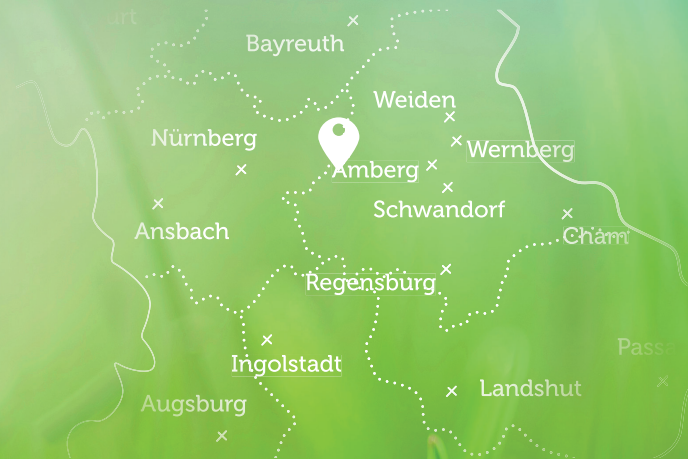 Bayreuth
Weiden
Nürnberg
Wernberg
Amberg
Schwandorf
Ansbach
Cham
Regensburg
Ingolstadt
Landshut
Augsburg